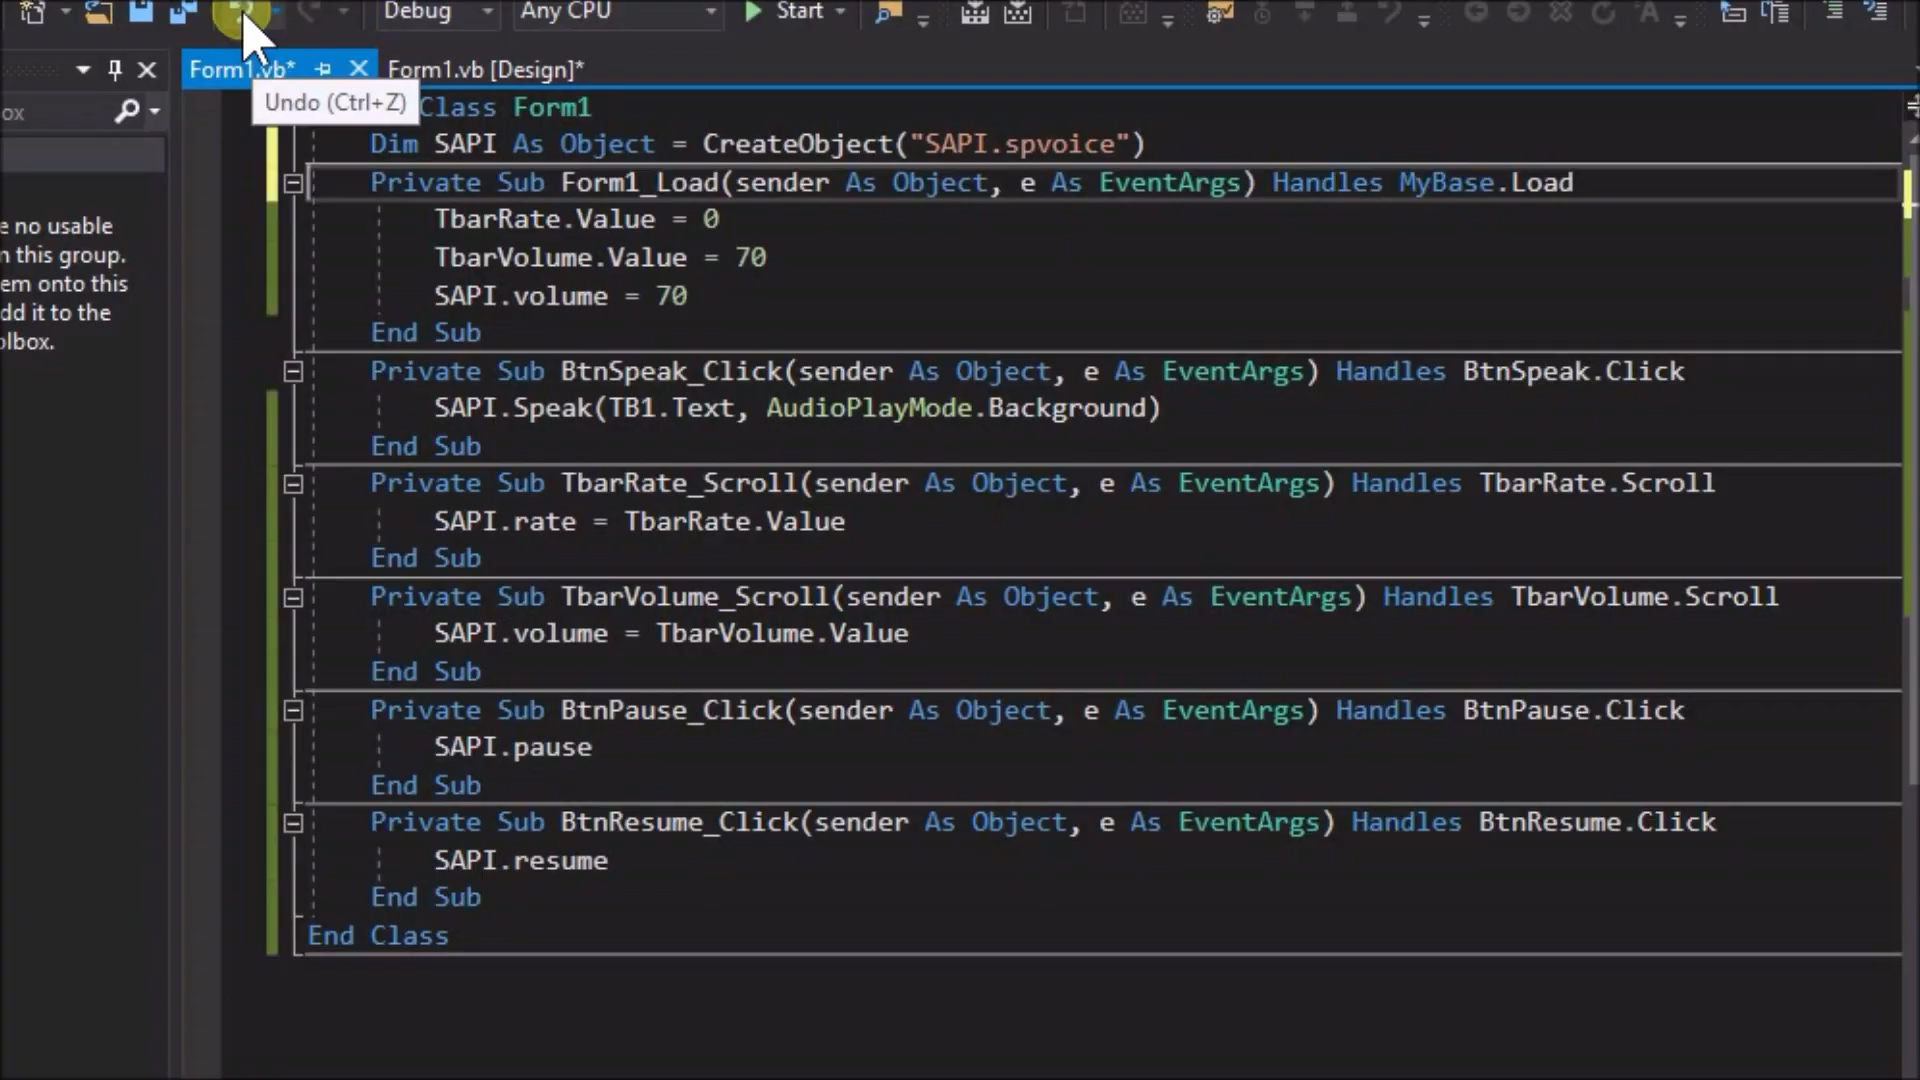 Debug
Any CPU
Start
Form1.vb*
Form1.vb [Design]*
Undo (Ctrl+Z)
ox
e no usable
n this group.
em onto this
dd it to the
olbox.
Class Form1
Dim SAPI As Object = CreateObject("SAPI.spvoice")
Private Sub Form1_Load(sender As Object, e As EventArgs) Handles MyBase.Load
TbarRate.Value = 0
TbarVolume.Value = 70
SAPI.volume = 70
End Sub
Private Sub BtnSpeak_Click(sender As Object, e As EventArgs) Handles BtnSpeak.Click
SAPI.Speak(TB1.Text, AudioPlayMode.Background)
End Sub
Private Sub TbarRate_Scroll(sender As Object, e As EventArgs) Handles TbarRate.Scroll
SAPI.rate = TbarRate.Value
End Sub
Private Sub TbarVolume_Scroll(sender As Object, e As EventArgs) Handles TbarVolume.Scroll
SAPI.volume = TbarVolume.Value
End Sub
Private Sub BtnPause_Click(sender As Object, e As EventArgs) Handles BtnPause.Click
SAPI.pause
End Sub
Private Sub BtnResume_Click(sender As Object, e As EventArgs) Handles BtnResume.Click
SAPI.resume
End Sub
End Class